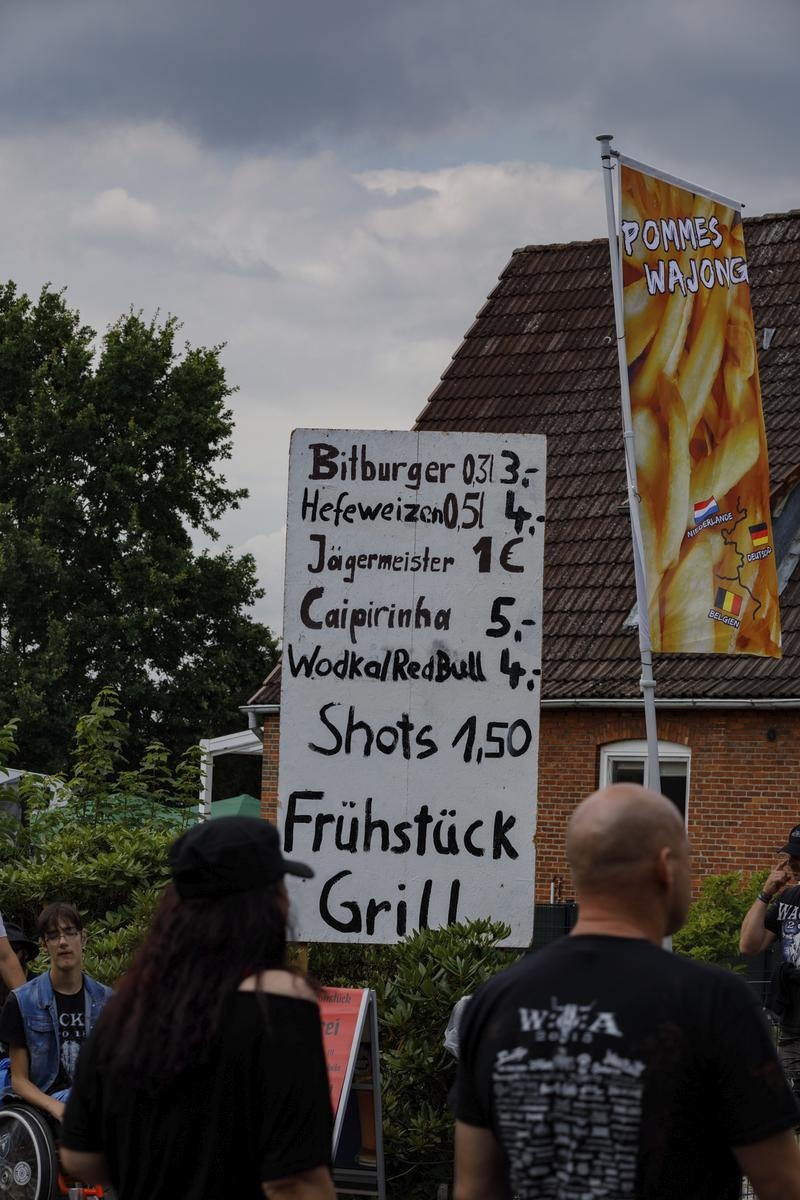 POMMES
WAJONG
NIEDERLANDE
BELGIEN
Bitburger 0,3l 3,-
Hefeweizen 0,5l 4,-
Jägermeister 1€
Caipirinha 5,-
Wodka/RedBull 4,-
Shots 1,50
Frühstück
Grill
W A